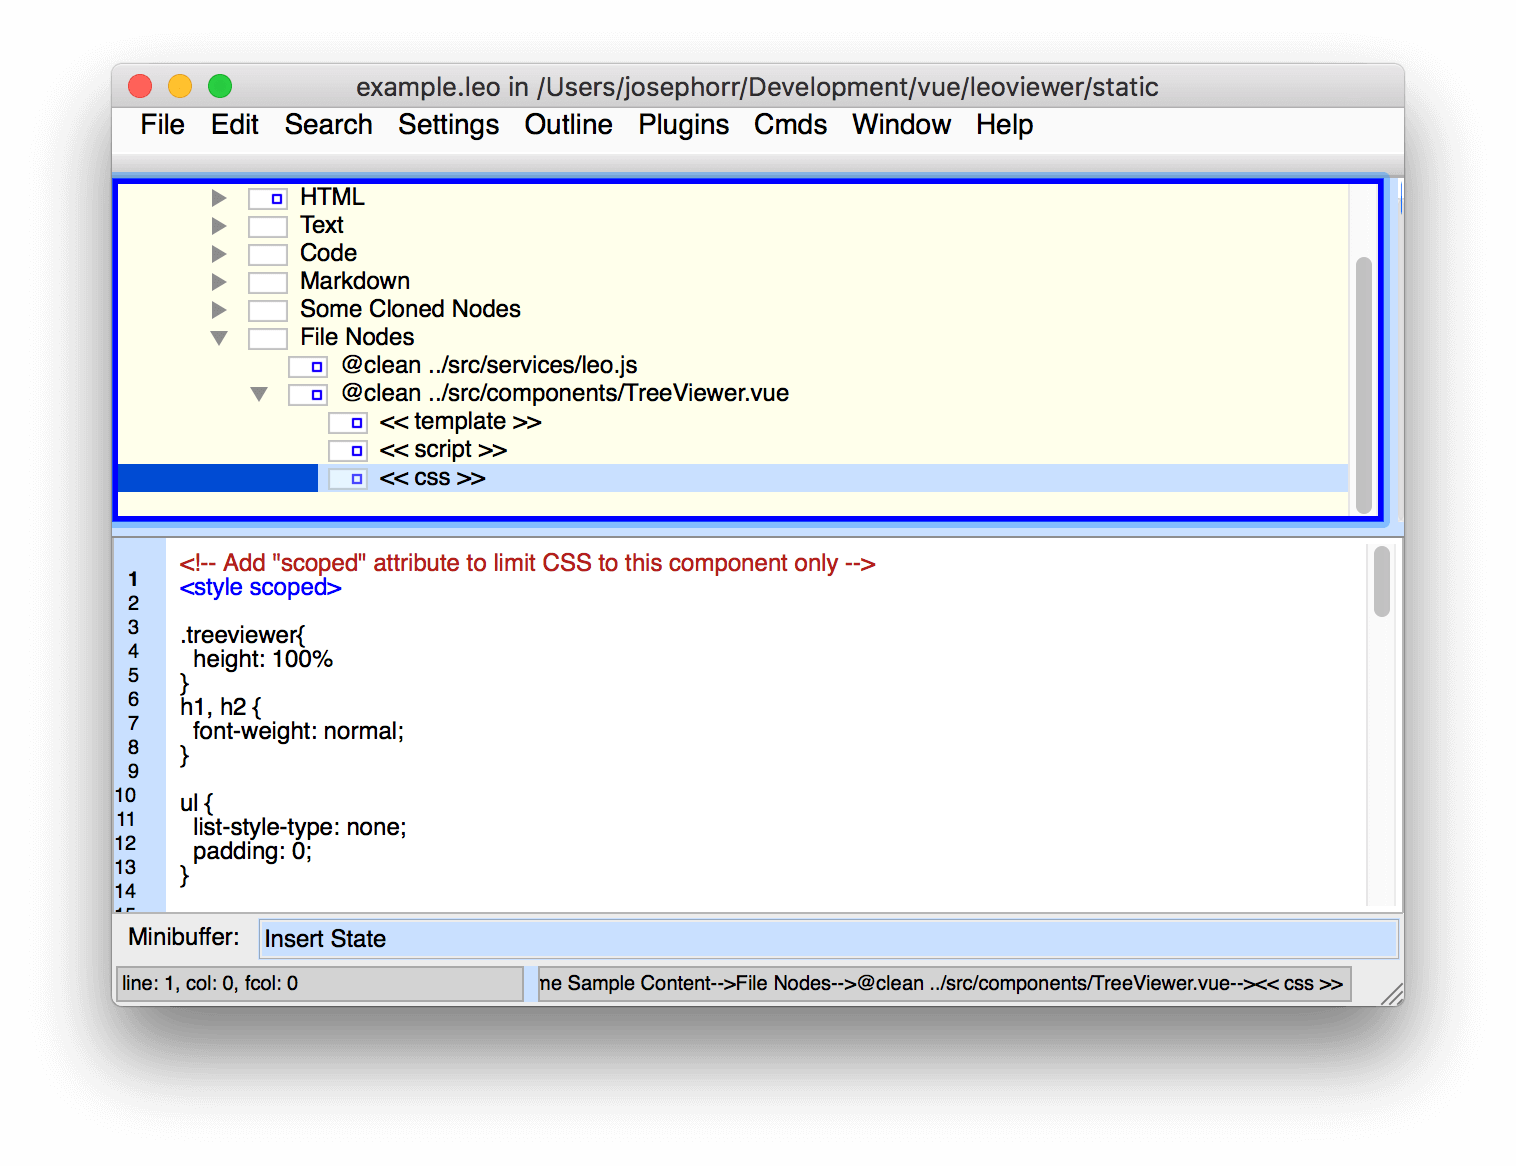 example.leo in /Users/josephorr/Development/vue/leoviewer/static
File Edit Search Settings Outline Plugins Cmds Window Help
HTML
Text
Code
Markdown
Some Cloned Nodes
File Nodes
@clean ../src/services/leo.js
@clean ../src/components/TreeViewer.vue
<< template >>
<< script >>
<< css >>
1 <!-- Add "scoped" attribute to limit CSS to this component only -->
2 <style scoped>
3
4 .treeviewer{
5   height: 100%
6 }
7 h1, h2 {
8   font-weight: normal;
9 }
10
11 ul {
12   list-style-type: none;
13   padding: 0;
14 }
Minibuffer: Insert State
line: 1, col: 0, fcol: 0
me Sample Content-->File Nodes-->@clean ../src/components/TreeViewer.vue--><< css >>